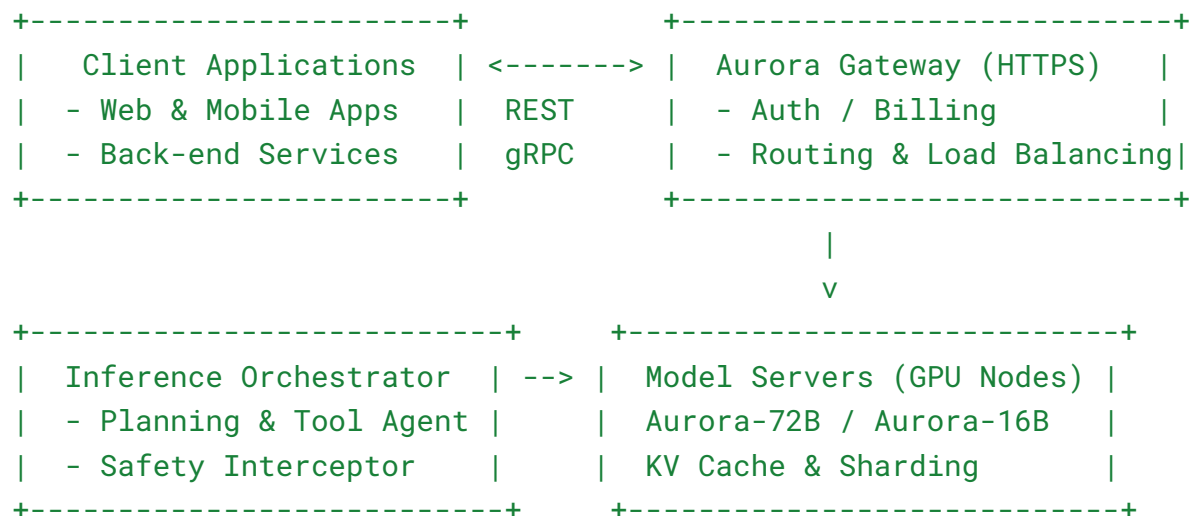 +------------------------+           +----------------------------+
|   Client Applications  | <-------> |  Aurora Gateway (HTTPS)   |
|  - Web & Mobile Apps   |  REST     |  - Auth / Billing         |
|  - Back-end Services   |  gRPC     |  - Routing & Load Balancing|
+------------------------+           +----------------------------+
                                              |
                                              v
+---------------------------+     +----------------------------+
|  Inference Orchestrator  | --> |  Model Servers (GPU Nodes) |
|  - Planning & Tool Agent |     |  Aurora-72B / Aurora-16B   |
|  - Safety Interceptor    |     |  KV Cache & Sharding       |
+---------------------------+     +----------------------------+